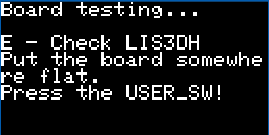 Board testing...
E - Check LIS3DH
Put the board somewhe
re flat.
Press the USER_SW!